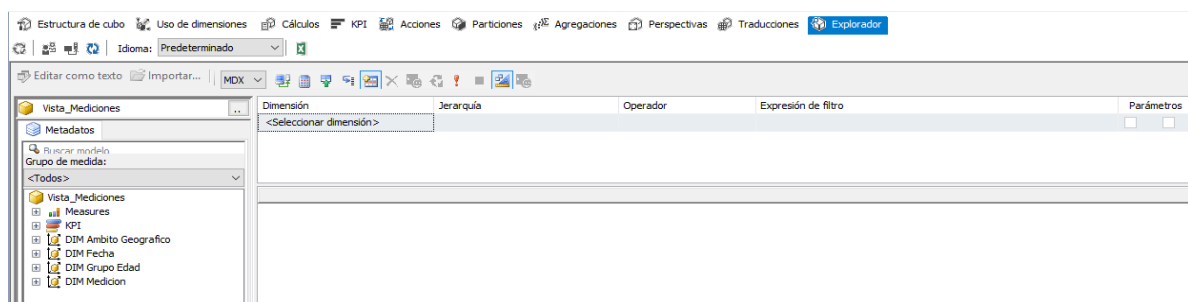 Estructura de cubo Uso de dimensiones Cálculos KPI Acciones Particiones Agregaciones Perspectivas Traducciones Explorador
Idioma: Predeterminado
Editar como texto Importar... MDX
Vista_Mediciones ..
Metadatos
Buscar modelo
Grupo de medida:
<Todos>
Vista_Mediciones
Measures
KPI
DIM Ambito Geografico
DIM Fecha
DIM Grupo Edad
DIM Medicion
Dimensión Jerarquía Operador Expresión de filtro Parámetros
<Seleccionar dimensión>